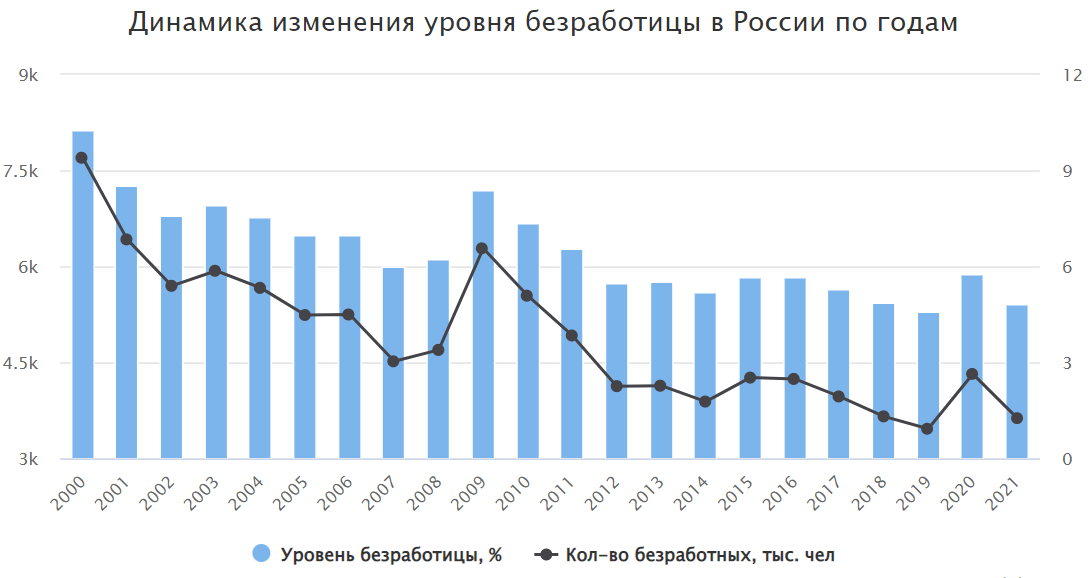 Динамика изменения уровня безработицы в России по годам
9k 12
7.5k 9
6k 6
4.5k 3
3k 0
2000 2001 2002 2003 2004 2005 2006 2007 2008 2009 2010 2011 2012 2013 2014 2015 2016 2017 2018 2019 2020 2021
Уровень безработицы, % Кол-во безработных, тыс. чел